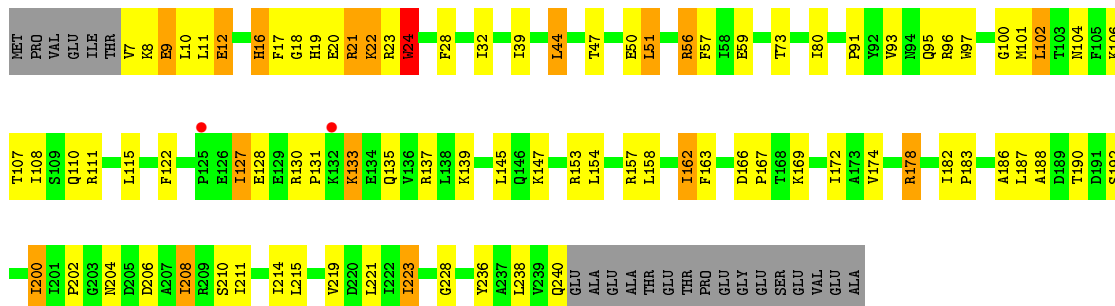 MET PRO VAL GLU ILE THR V7 K8 E9 L10 L11 E12 H16 F17 G18 H19 E20 R21 K22 R23 W24 F28 I32 I39 L44 T47 E50 L51 R56 F57 I58 E59 T73 I80 P91 Y92 V93 N94 Q95 R96 W97 G100 M101 L102 T103 N104 F105 K106
T107 I108 S109 Q110 R111 L115 F122 P125 E126 I127 E128 E129 R130 P131 K132 K133 E134 Q135 V136 R137 L138 K139 L145 Q146 K147 R153 L154 R157 L158 I162 F163 D166 P167 T168 K169 I172 A173 V174 R178 I182 P183 A186 L187 A188 D189 T190 D191 S192
I200 I201 P202 G203 N204 D205 D206 A207 I208 R209 S210 I211 I214 L215 V219 D220 L221 I222 I223 G228 Y236 A237 L238 V239 Q240 GLU ALA GLU ALA THR GLU THR PRO GLU GLY GLU SER GLU VAL GLU ALA